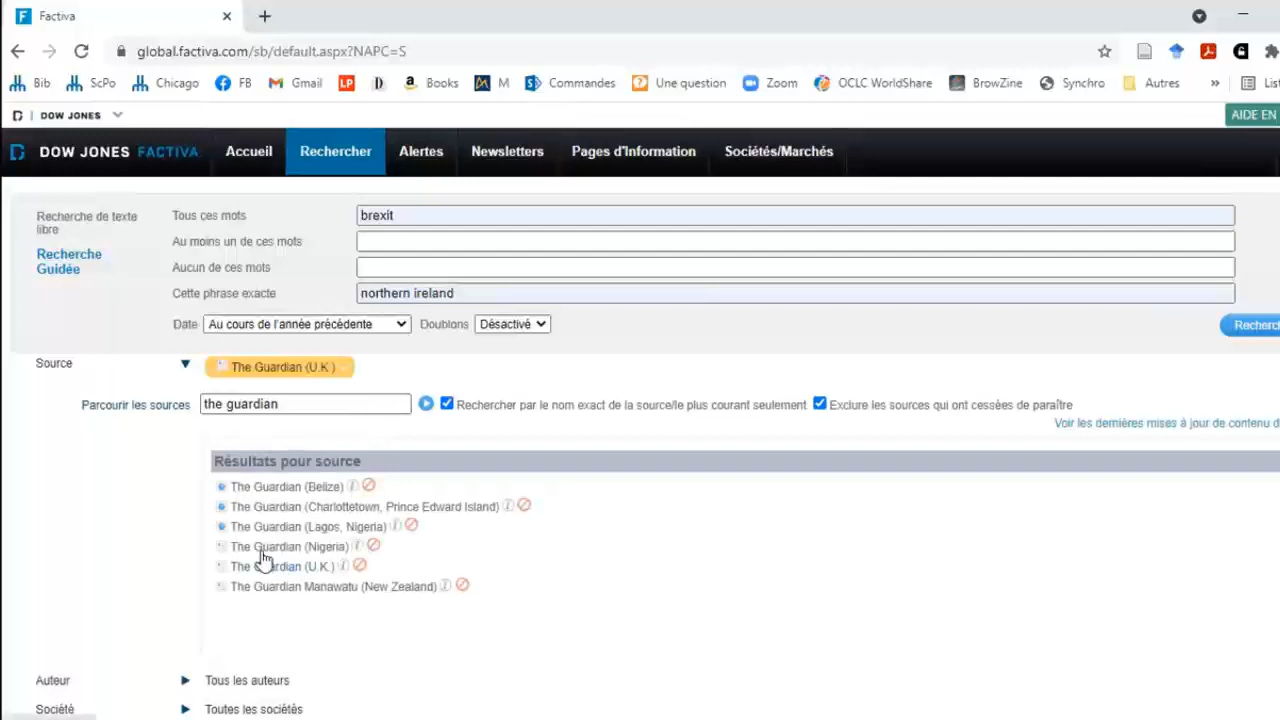 Factiva
global.factiva.com/sb/default.aspx?NAPC=S
Bib ScPo Chicago FB Gmail LP Books M Commandes Une question Zoom OCLC WorldShare BrowZine Synchro Autres » List
DOW JONES
AIDE EN
DOW JONES FACTIVA Accueil Rechercher Alertes Newsletters Pages d'Information Sociétés/Marchés
Recherche de texte libre
Recherche Guidée
Tous ces mots brexit
Au moins un de ces mots
Aucun de ces mots
Cette phrase exacte northern ireland
Date Au cours de l'année précédente Doublons Désactivé
Recherc
Source The Guardian (U.K.)
Parcourir les sources the guardian Rechercher par le nom exact de la source/le plus courant seulement Exclure les sources qui ont cessées de paraître
Voir les dernières mises à jour de contenu d
Résultats pour source
The Guardian (Belize)
The Guardian (Charlottetown, Prince Edward Island)
The Guardian (Lagos, Nigeria)
The Guardian (Nigeria)
The Guardian (U.K.)
The Guardian Manawatu (New Zealand)
Auteur Tous les auteurs
Société Toutes les sociétés